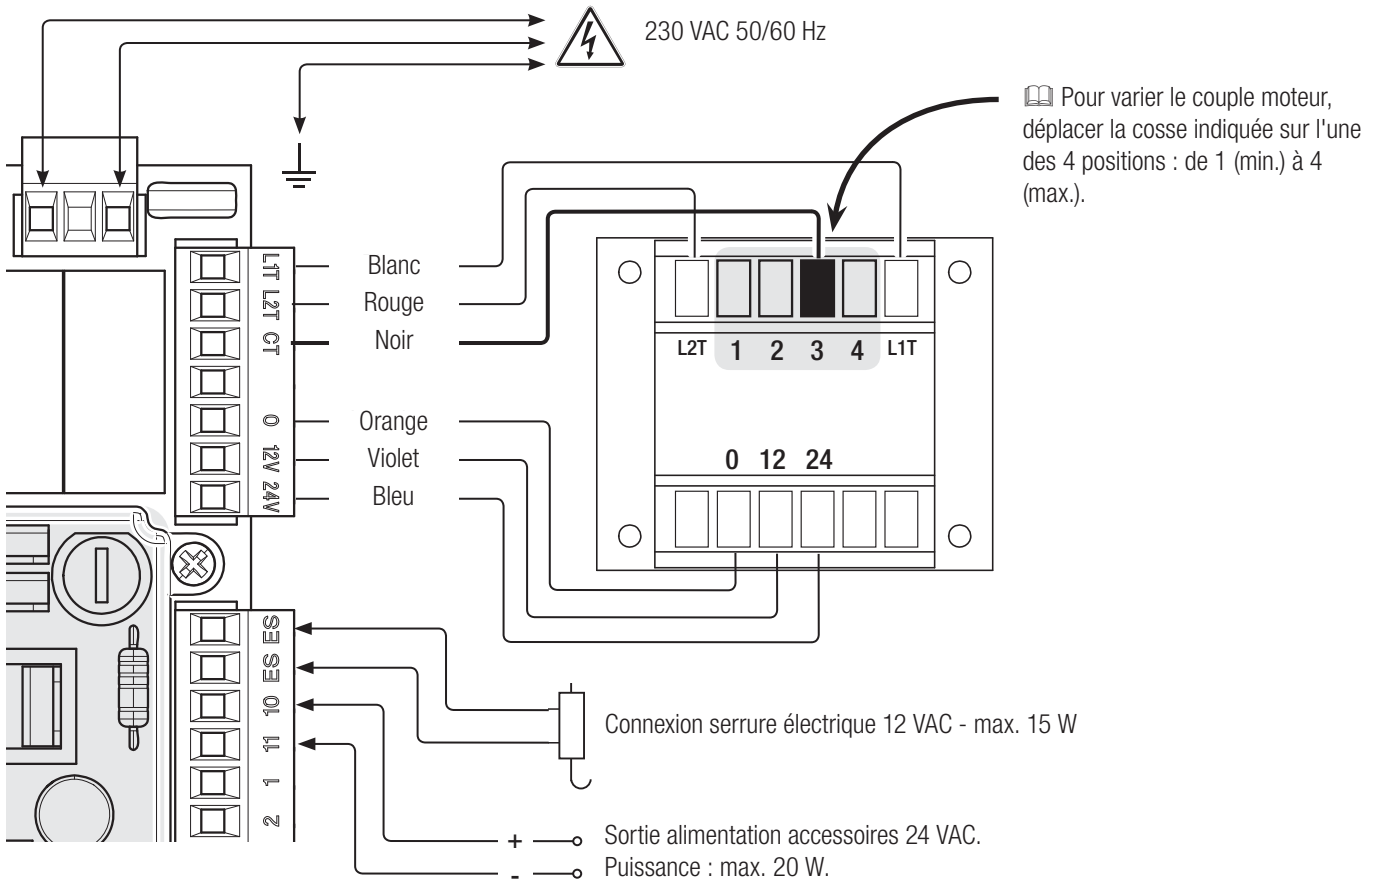 230 VAC 50/60 Hz
Pour varier le couple moteur,
déplacer la cosse indiquée sur l'une
des 4 positions : de 1 (min.) à 4
(max.).
L1T
L2T
CT
0
12V
24V
Blanc
Rouge
Noir
Orange
Violet
Bleu
L2T 1 2 3 4 L1T
0 12 24
ES
ES
10
11
1
2
Connexion serrure électrique 12 VAC - max. 15 W
+
-
Sortie alimentation accessoires 24 VAC.
Puissance : max. 20 W.